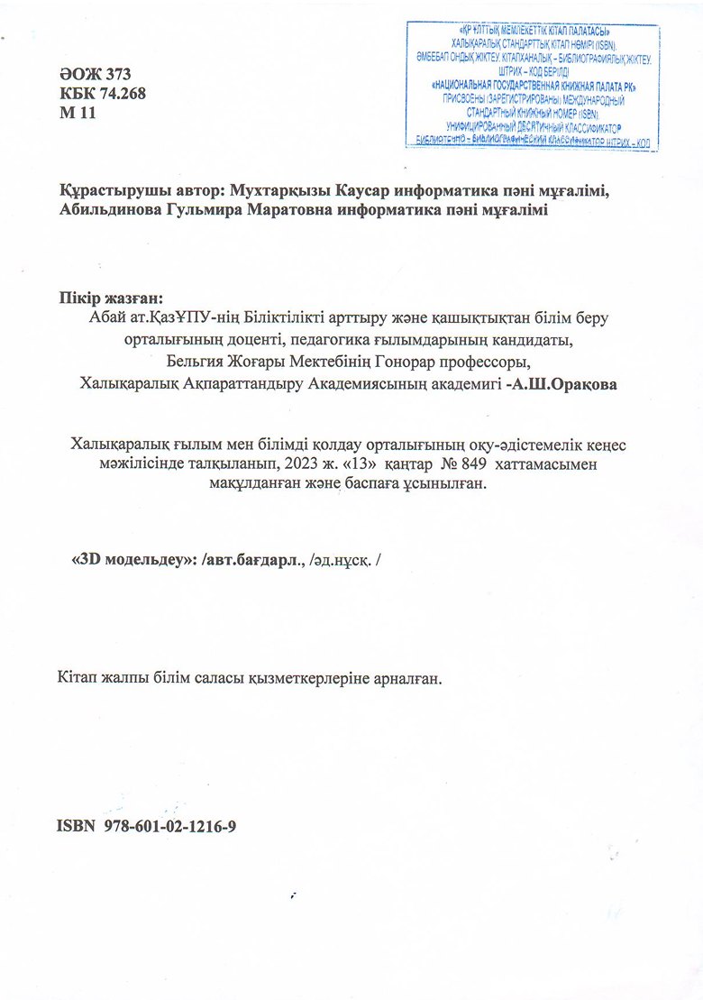 «ҚР ҰЛТТЫҚ МЕМЛЕКЕТТІК КІТАП ПАЛАТАСЫ»
ХАЛЫҚАРАЛЫҚ СТАНДАРТТЫҚ КІТАП НӨМІРІ (ISBN).
ӘМБЕБАП ОНДЫҚ ЖІКТЕУ. КІТАПХАНАЛЫҚ – БИБЛИОГРАФИЯЛЫҚ ЖІКТЕУ.
ШТРИХ – КОД БЕРІЛДІ
«НАЦИОНАЛЬНАЯ ГОСУДАРСТВЕННАЯ КНИЖНАЯ ПАЛАТА РК»
ПРИСВОЕНЫ (ЗАРЕГИСТРИРОВАНЫ) МЕЖДУНАРОДНЫЙ
СТАНДАРТНЫЙ КНИЖНЫЙ НОМЕР (ISBN).
УНИФИЦИРОВАННЫЙ ДЕСЯТИЧНЫЙ КЛАССИФИКАТОР
БИБЛИОТЕЧНО – БИБЛИОГРАФИЧЕСКИЙ КЛАССИФИКАТОР ШТРИХ – КОД
ӘОЖ 373
КБК 74.268
М 11
Құрастырушы автор: Мухтарқызы Каусар информатика пәні мұғалімі,
Абильдинова Гульмира Маратовна информатика пәні мұғалімі
Пікір жазған:
Абай ат.ҚазҰПУ-нің Біліктілікті арттыру және қашықтықтан білім беру
орталығының доценті, педагогика ғылымдарының кандидаты,
Бельгия Жоғары Мектебінің Гонорар профессоры,
Халықаралық Ақпараттандыру Академиясының академигі -А.Ш.Орақова
Халықаралық ғылым мен білімді қолдау орталығының оқу-әдістемелік кеңес
мәжілісінде талқыланып, 2023 ж. «13» қаңтар № 849 хаттамасымен
мақұлданған және баспаға ұсынылған.
«3D модельдеу»: /авт.бағдарл., /әд.нұсқ. /
Кітап жалпы білім саласы қызметкерлеріне арналған.
ISBN 978-601-02-1216-9